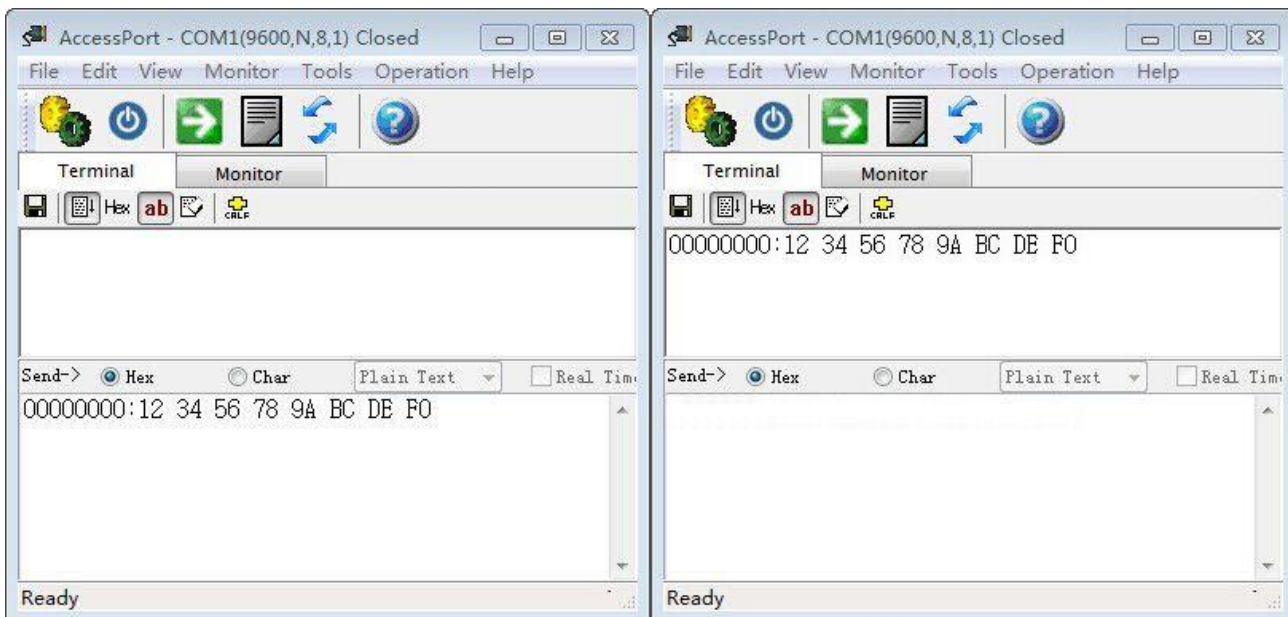 AccessPort - COM1(9600,N,8,1) Closed
File Edit View Monitor Tools Operation Help
Terminal Monitor
Hex ab CRLF
Send-> Hex Char Plain Text Real Tim
00000000:12 34 56 78 9A BC DE F0
Ready
AccessPort - COM1(9600,N,8,1) Closed
File Edit View Monitor Tools Operation Help
Terminal Monitor
Hex ab CRLF
00000000:12 34 56 78 9A BC DE F0
Send-> Hex Char Plain Text Real Tim
Ready